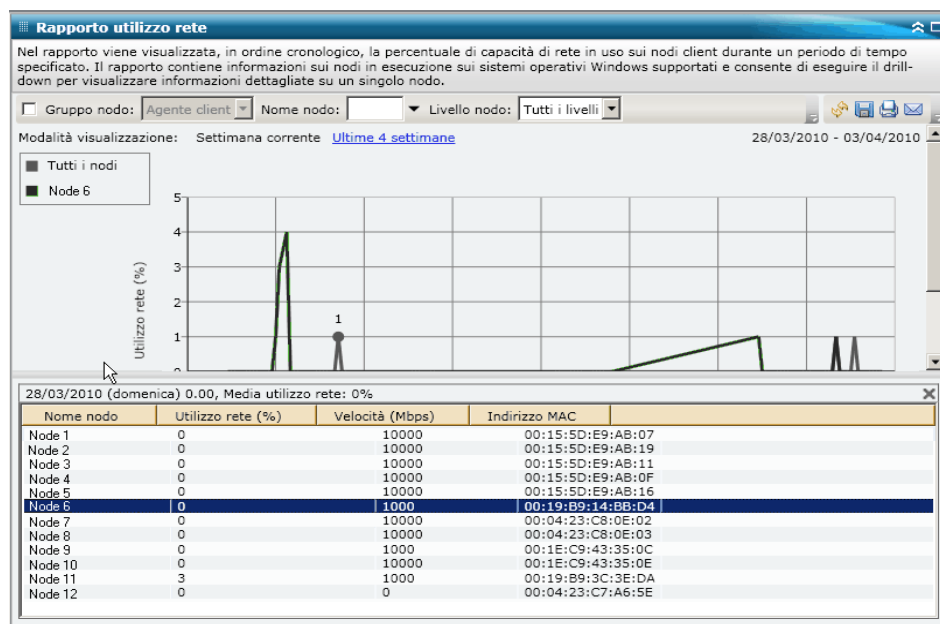 Rapporto utilizzo rete
Nel rapporto viene visualizzata, in ordine cronologico, la percentuale di capacità di rete in uso sui nodi client durante un periodo di tempo
specificato. Il rapporto contiene informazioni sui nodi in esecuzione sui sistemi operativi Windows supportati e consente di eseguire il drill-
down per visualizzare informazioni dettagliate su un singolo nodo.
Gruppo nodo: Agente client Nome nodo: Livello nodo: Tutti i livelli
Modalità visualizzazione: Settimana corrente Ultime 4 settimane 28/03/2010 - 03/04/2010
Tutti i nodi
Node 6
5
4
3
2
1
0
1
Utilizzo rete (%)
28/03/2010 (domenica) 0.00, Media utilizzo rete: 0%
Nome nodo Utilizzo rete (%) Velocità (Mbps) Indirizzo MAC
Node 1 0 10000 00:15:5D:E9:AB:07
Node 2 0 10000 00:15:5D:E9:AB:19
Node 3 0 10000 00:15:5D:E9:AB:11
Node 4 0 10000 00:15:5D:E9:AB:0F
Node 5 0 10000 00:15:5D:E9:AB:16
Node 6 0 1000 00:19:B9:14:BB:D4
Node 7 0 10000 00:04:23:C8:0E:02
Node 8 0 10000 00:04:23:C8:0E:03
Node 9 0 1000 00:1E:C9:43:35:0C
Node 10 0 10000 00:1E:C9:43:35:0E
Node 11 3 1000 00:19:B9:3C:3E:DA
Node 12 0 0 00:04:23:C7:A6:5E